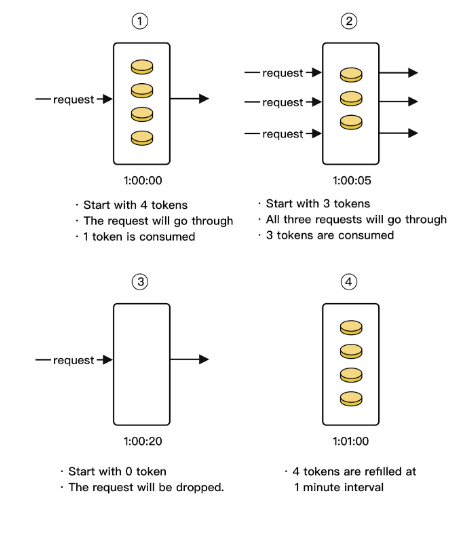 1
2
request
request
request
request
1:00:00
1:00:05
· Start with 4 tokens
· The request will go through
· 1 token is consumed
· Start with 3 tokens
· All three requests will go through
· 3 tokens are consumed
3
4
request
1:00:20
1:01:00
· Start with 0 token
· The request will be dropped.
· 4 tokens are refilled at
1 minute interval